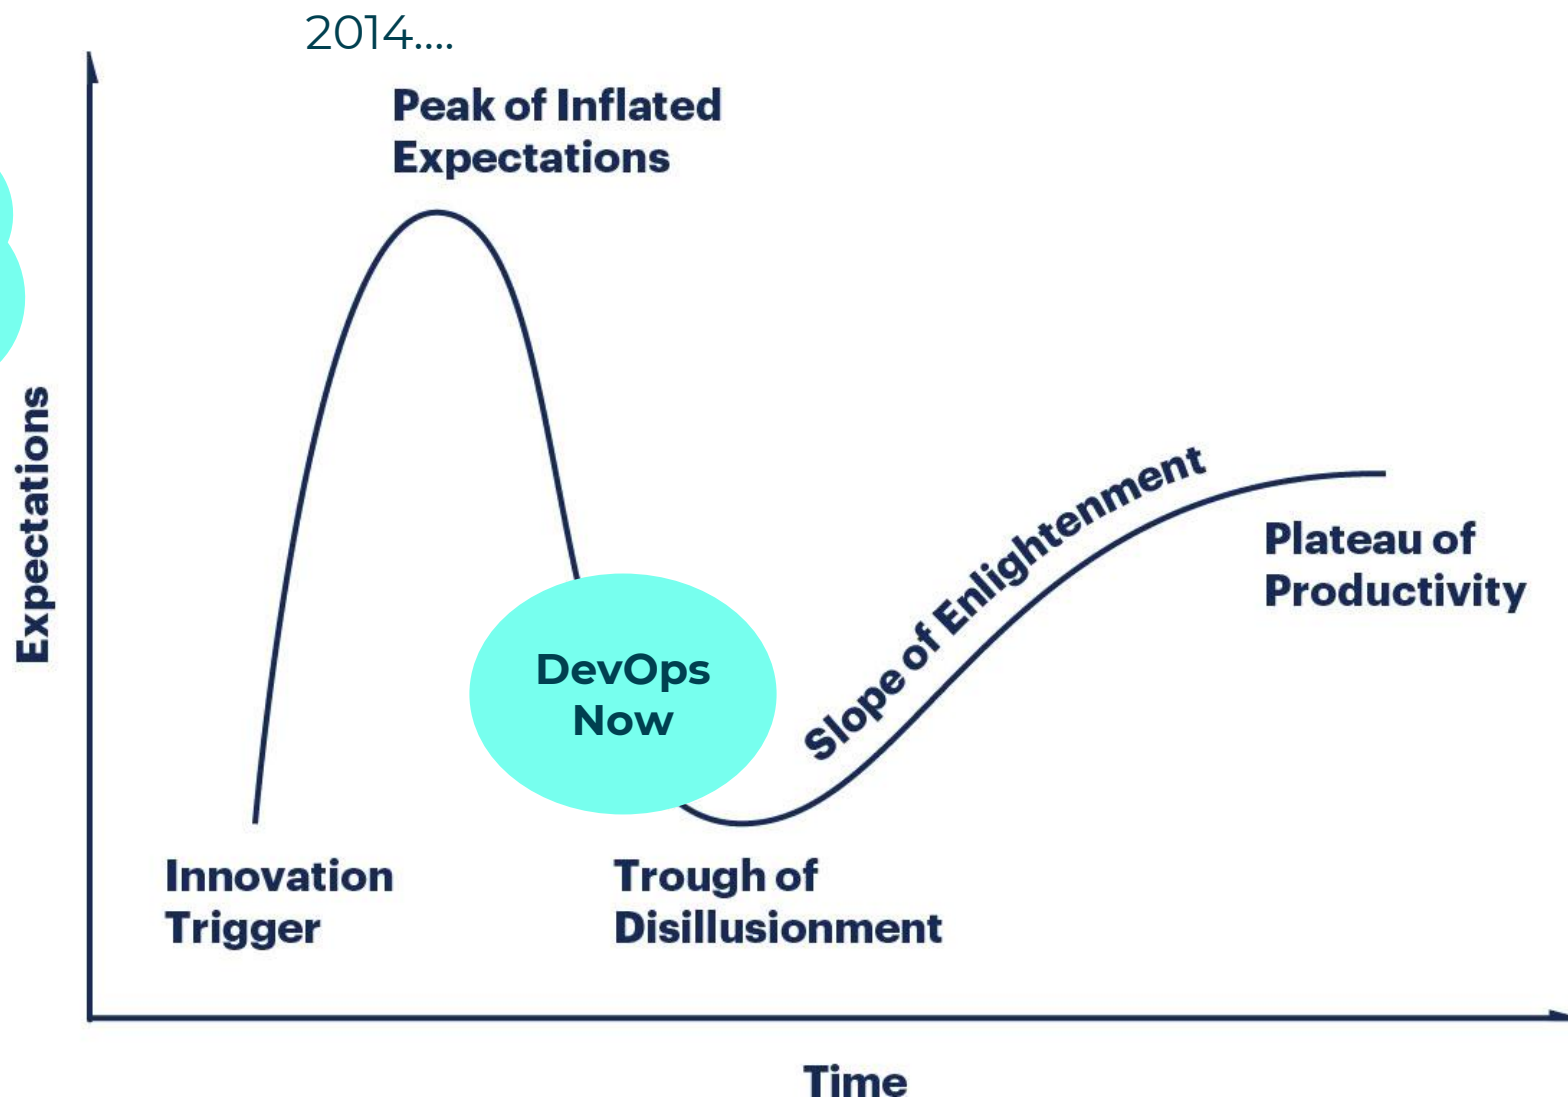 2014....
Peak of Inflated
Expectations
Expectations
DevOps
Now
Slope of Enlightenment
Plateau of
Productivity
Innovation
Trigger
Trough of
Disillusionment
Time